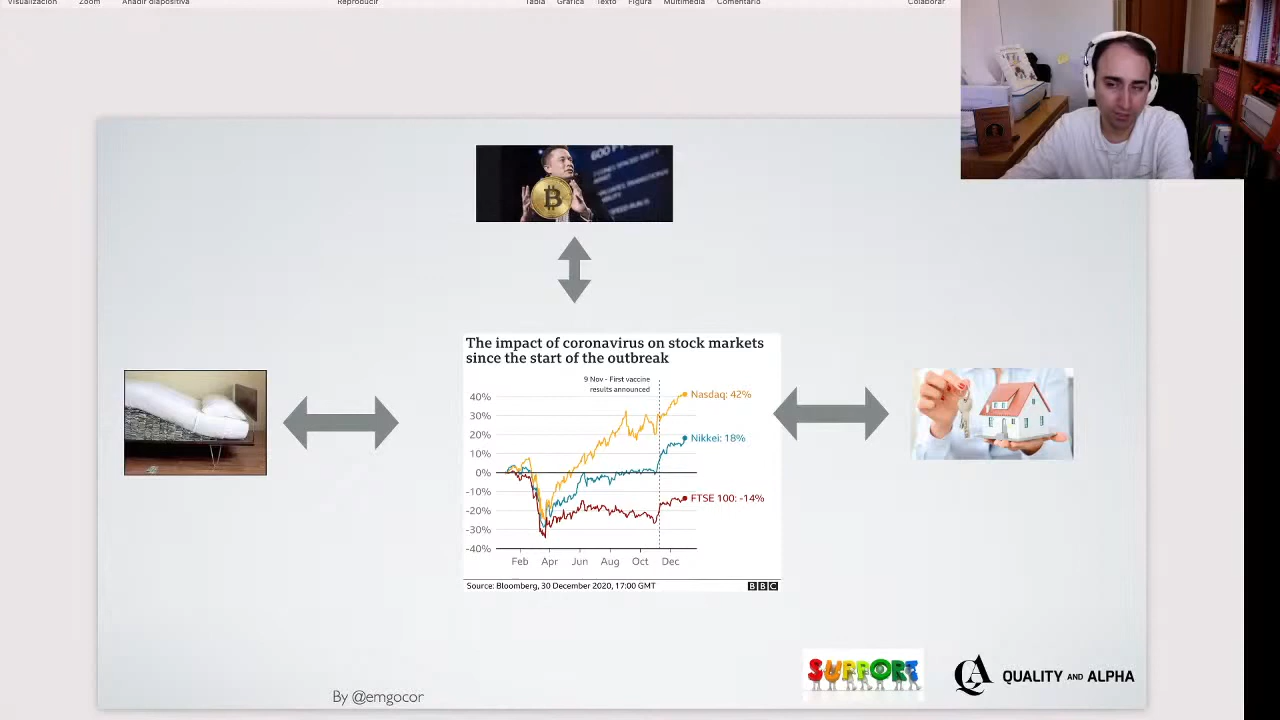 Visualización Zoom Añadir diapositiva Reproducir Tabla Gráfica Texto Figura Multimedia Comentario Colaborar
600
B
The impact of coronavirus on stock markets
since the start of the outbreak
9 Nov - First vaccine
results announced
40%
30%
20%
10%
0%
-10%
-20%
-30%
-40%
Nasdaq: 42%
Nikkei: 18%
FTSE 100: -14%
Feb Apr Jun Aug Oct Dec
Source: Bloomberg, 30 December 2020, 17:00 GMT
BBC
SUPPORT
QA QUALITY AND ALPHA
By @emgocor